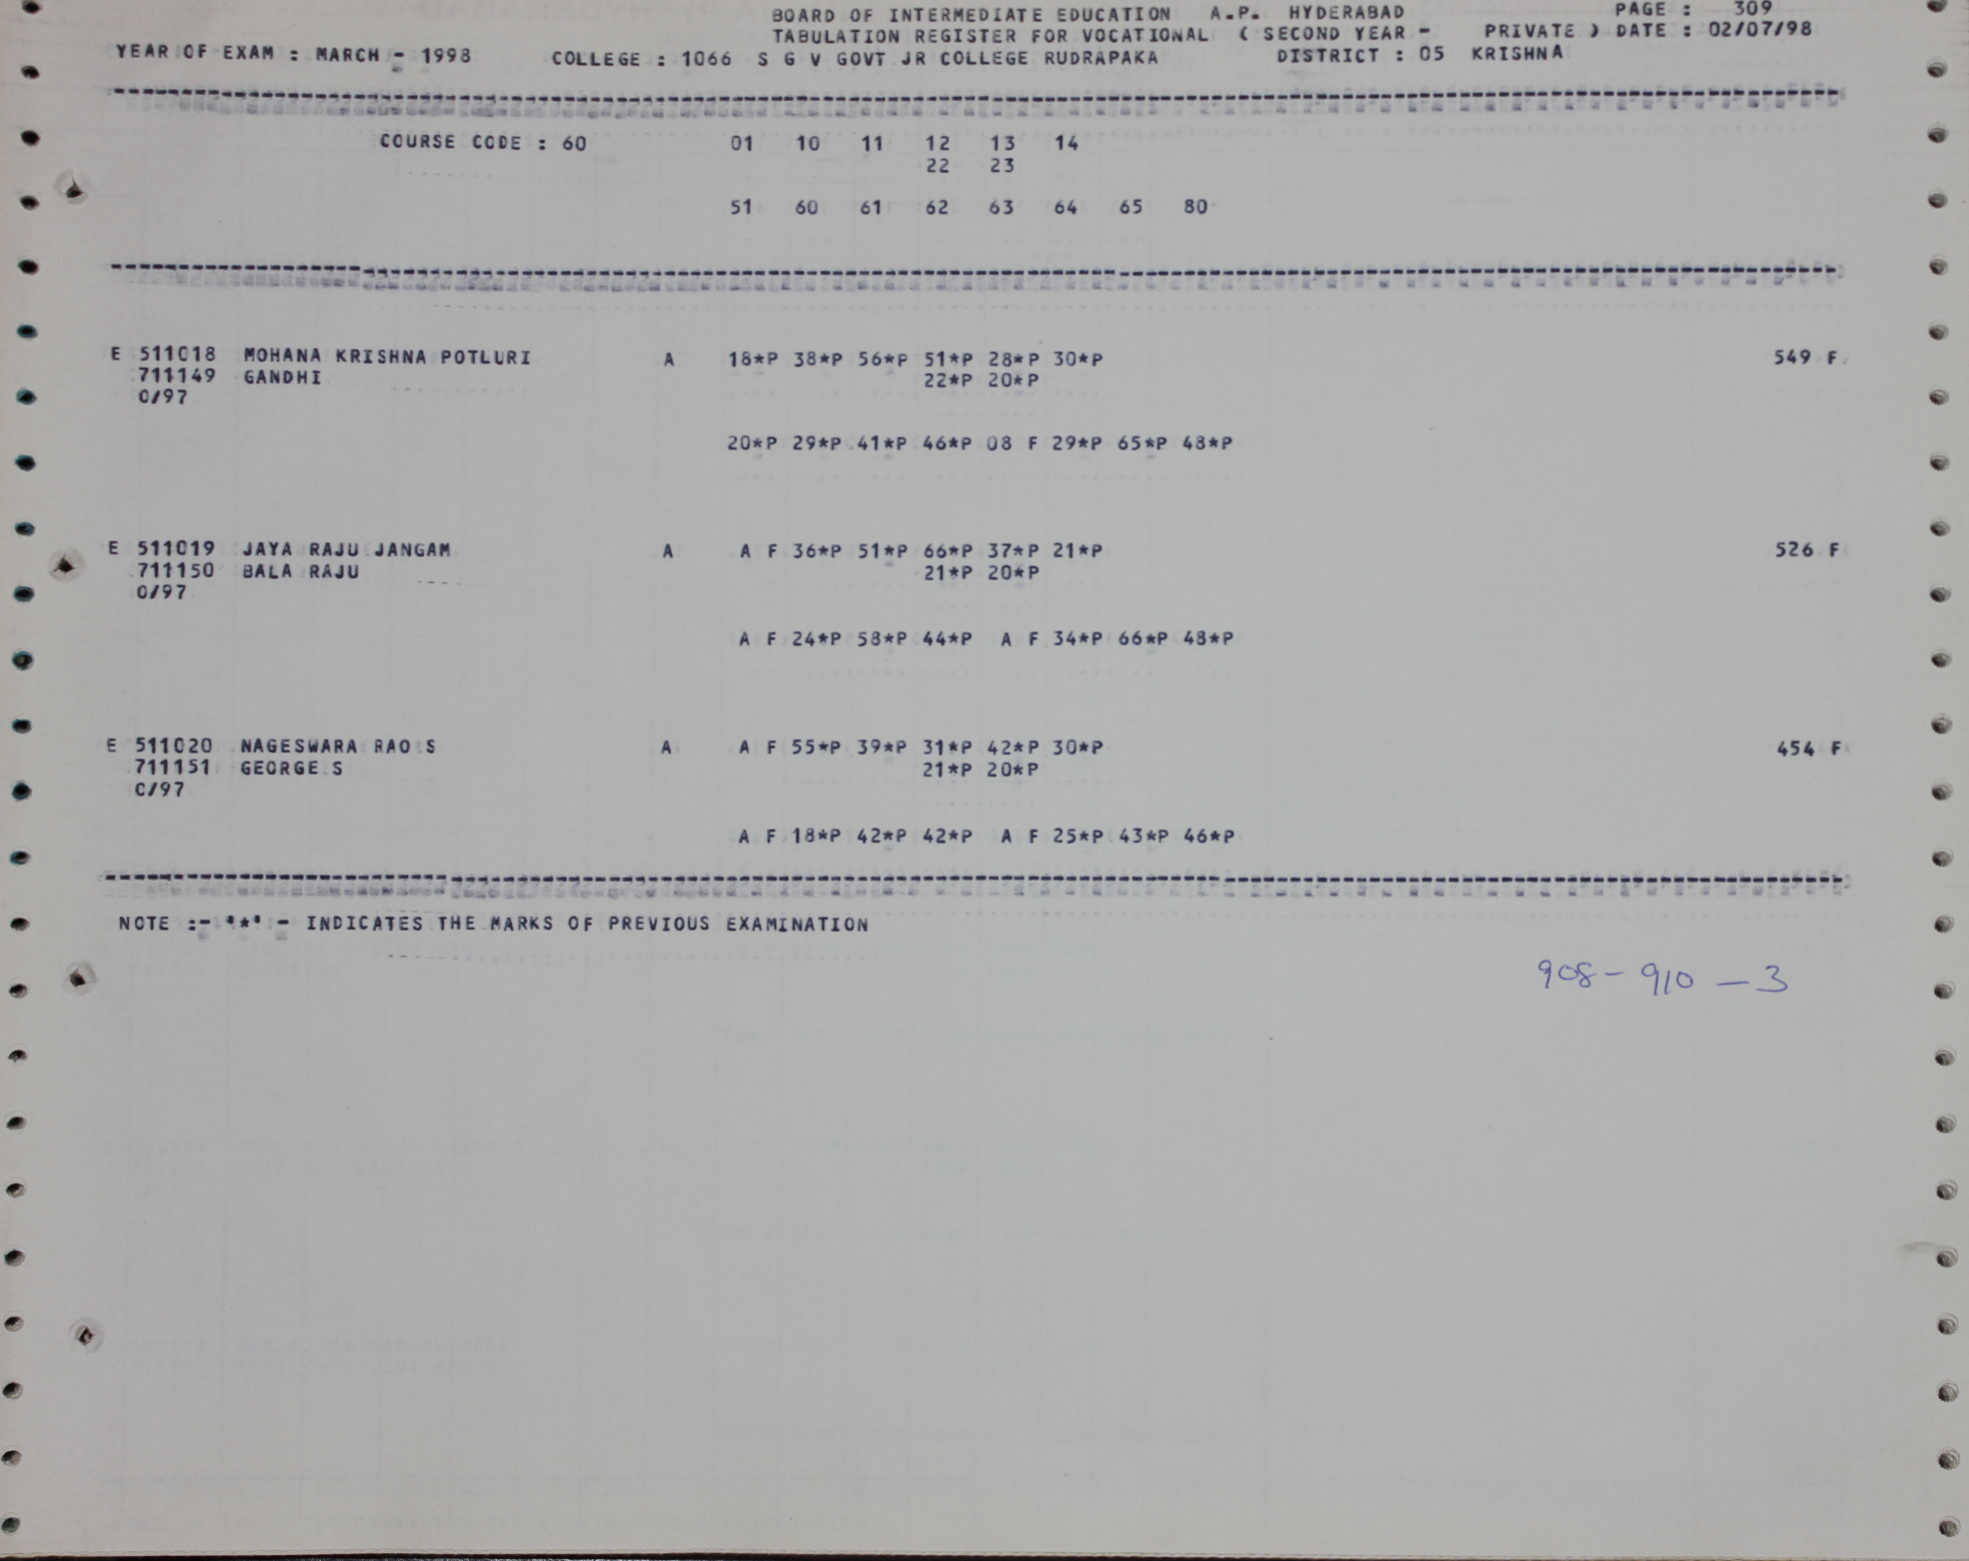 BOARD OF INTERMEDIATE EDUCATION A.P. HYDERABAD PAGE : 309
TABULATION REGISTER FOR VOCATIONAL ( SECOND YEAR - PRIVATE ) DATE : 02/07/98
YEAR OF EXAM : MARCH - 1998 COLLEGE : 1066 S G V GOVT JR COLLEGE RUDRAPAKA DISTRICT : 05 KRISHNA
COURSE CODE : 60 01 10 11 12 13 14
22 23
51 60 61 62 63 64 65 80
E 511018 MOHANA KRISHNA POTLURI A 18*P 38*P 56*P 51*P 28*P 30*P 549 F
711149 GANDHI 22*P 20*P
0/97
20*P 29*P 41*P 46*P 08 F 29*P 65*P 48*P
E 511019 JAYA RAJU JANGAM A A F 36*P 51*P 66*P 37*P 21*P 526 F
711150 BALA RAJU 21*P 20*P
0/97
A F 24*P 58*P 44*P A F 34*P 66*P 48*P
E 511020 NAGESWARA RAO S A A F 55*P 39*P 31*P 42*P 30*P 454 F
711151 GEORGE S 21*P 20*P
0/97
A F 18*P 42*P 42*P A F 25*P 43*P 46*P
NOTE :- '*' - INDICATES THE MARKS OF PREVIOUS EXAMINATION
908 - 910 - 3